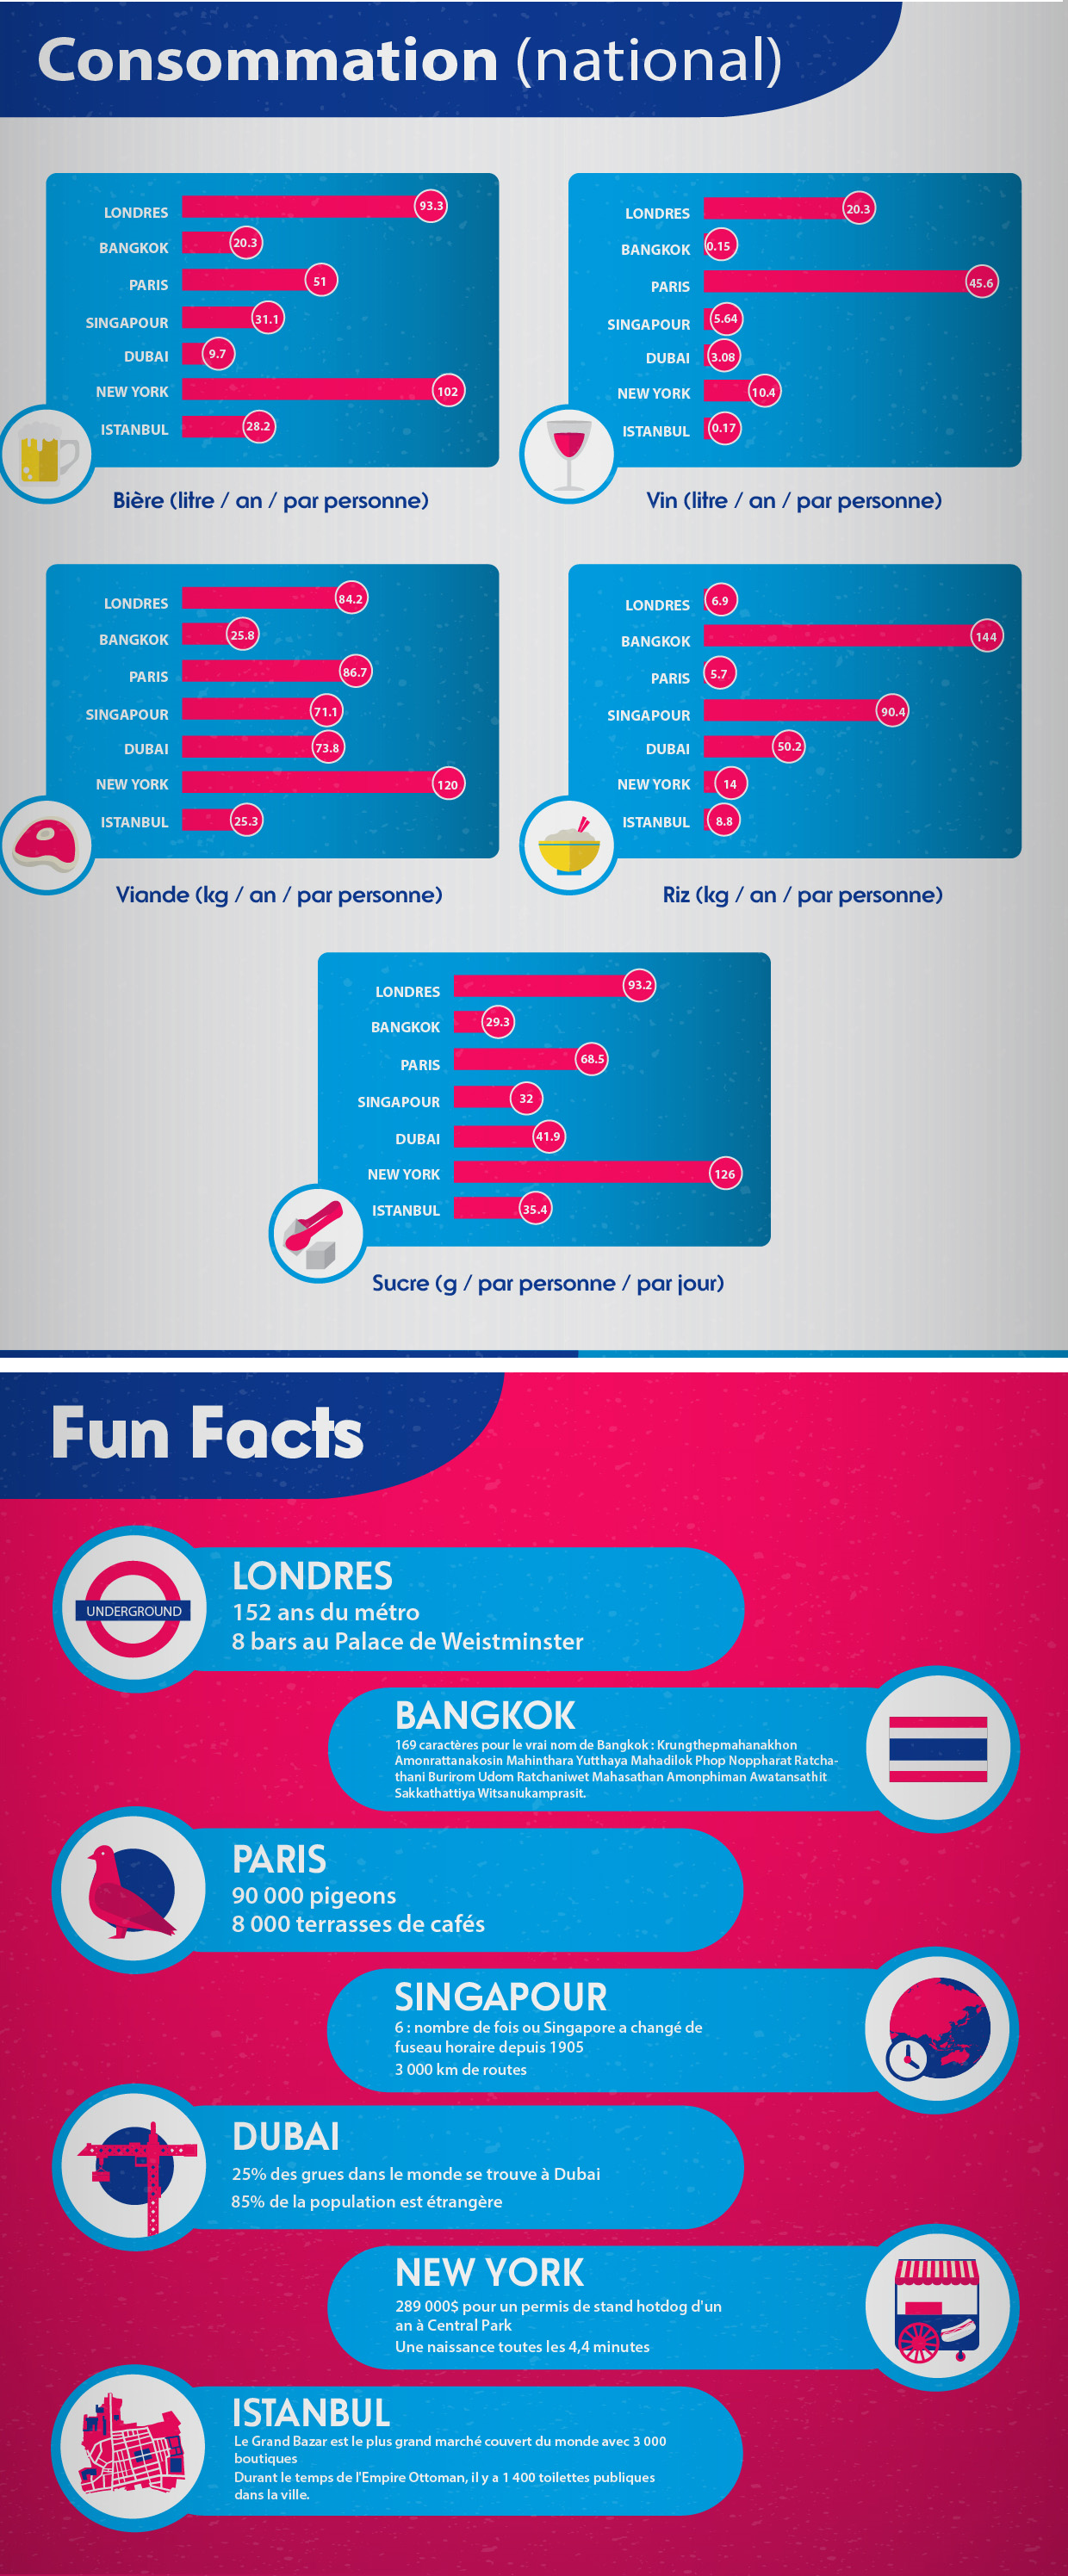 Consommation (national)
LONDRES 93.3
BANGKOK 20.3
PARIS 51
SINGAPOUR 31.1
DUBAI 9.7
NEW YORK 102
ISTANBUL 28.2
Bière (litre / an / par personne)
LONDRES 20.3
BANGKOK 0.15
PARIS 45.6
SINGAPOUR 5.64
DUBAI 3.08
NEW YORK 10.4
ISTANBUL 0.17
Vin (litre / an / par personne)
LONDRES 84.2
BANGKOK 25.8
PARIS 86.7
SINGAPOUR 71.1
DUBAI 73.8
NEW YORK 120
ISTANBUL 25.3
Viande (kg / an / par personne)
LONDRES 6.9
BANGKOK 144
PARIS 5.7
SINGAPOUR 90.4
DUBAI 50.2
NEW YORK 14
ISTANBUL 8.8
Riz (kg / an / par personne)
LONDRES 93.2
BANGKOK 29.3
PARIS 68.5
SINGAPOUR 32
DUBAI 41.9
NEW YORK 126
ISTANBUL 35.4
Sucre (g / par personne / par jour)
Fun Facts
UNDERGROUND
LONDRES
152 ans du métro
8 bars au Palace de Weistminster
BANGKOK
169 caractères pour le vrai nom de Bangkok : Krungthepmahanakhon
Amonrattanakosin Mahinthara Yutthaya Mahadilok Phop Noppharat Ratcha-
thani Burirom Udom Ratchaniwet Mahasathan Amonphiman Awatansathit
Sakkathattiya Witsanukamprasit.
PARIS
90 000 pigeons
8 000 terrasses de cafés
SINGAPOUR
6 : nombre de fois ou Singapore a changé de
fuseau horaire depuis 1905
3 000 km de routes
DUBAI
25% des grues dans le monde se trouve à Dubai
85% de la population est étrangère
NEW YORK
289 000$ pour un permis de stand hotdog d'un
an à Central Park
Une naissance toutes les 4,4 minutes
ISTANBUL
Le Grand Bazar est le plus grand marché couvert du monde avec 3 000
boutiques
Durant le temps de l'Empire Ottoman, il y a 1 400 toilettes publiques
dans la ville.